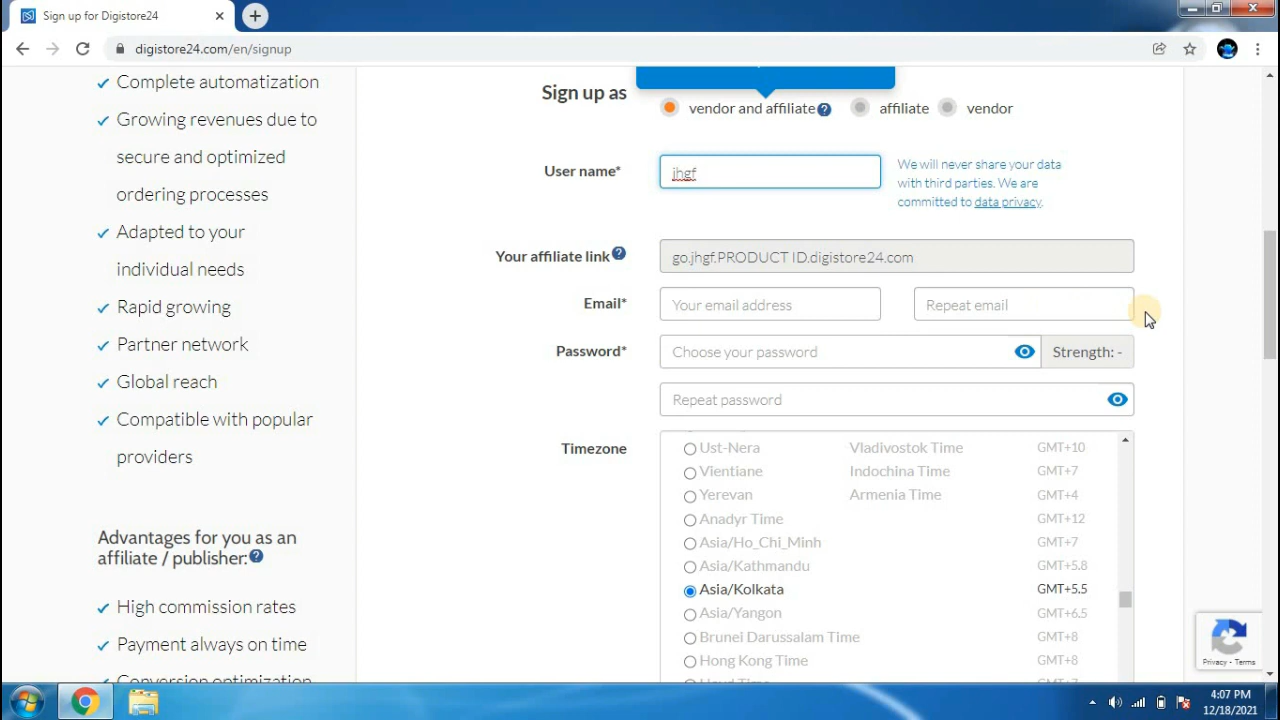 Sign up for Digistore24
digistore24.com/en/signup
Complete automatization
Growing revenues due to
secure and optimized
ordering processes
Adapted to your
individual needs
Rapid growing
Partner network
Global reach
Compatible with popular
providers
Advantages for you as an
affiliate / publisher:
High commission rates
Payment always on time
Conversion optimization
Sign up as
vendor and affiliate
affiliate
vendor
User name*
jhgf
We will never share your data
with third parties. We are
committed to data privacy.
Your affiliate link
go.jhgf.PRODUCT ID.digistore24.com
Email*
Your email address
Repeat email
Password*
Choose your password
Strength: -
Repeat password
Timezone
Ust-Nera Vladivostok Time GMT+10
Vientiane Indochina Time GMT+7
Yerevan Armenia Time GMT+4
Anadyr Time GMT+12
Asia/Ho_Chi_Minh GMT+7
Asia/Kathmandu GMT+5.8
Asia/Kolkata GMT+5.5
Asia/Yangon GMT+6.5
Brunei Darussalam Time GMT+8
Hong Kong Time GMT+8
Privacy - Terms
4:07 PM
12/18/2021